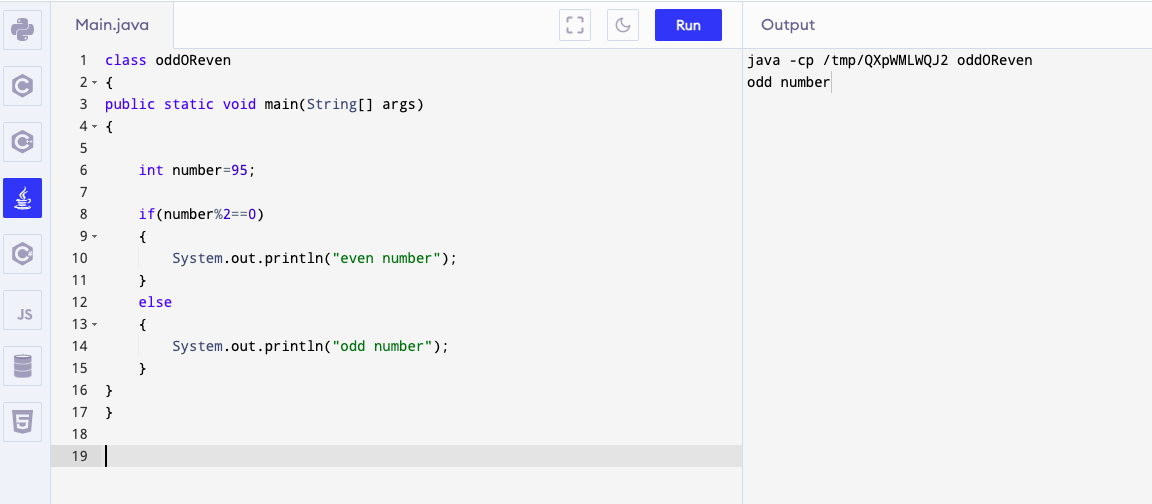 Main.java
Run
Output
1 class oddOReven
2 {
3 public static void main(String[] args)
4 {
5
6 int number=95;
7
8 if(number%2==0)
9 {
10 System.out.println("even number");
11 }
12 else
13 {
14 System.out.println("odd number");
15 }
16 }
17 }
18
19
java -cp /tmp/QXpWMLWQJ2 oddOReven
odd number
C
C++
C#
JS
5